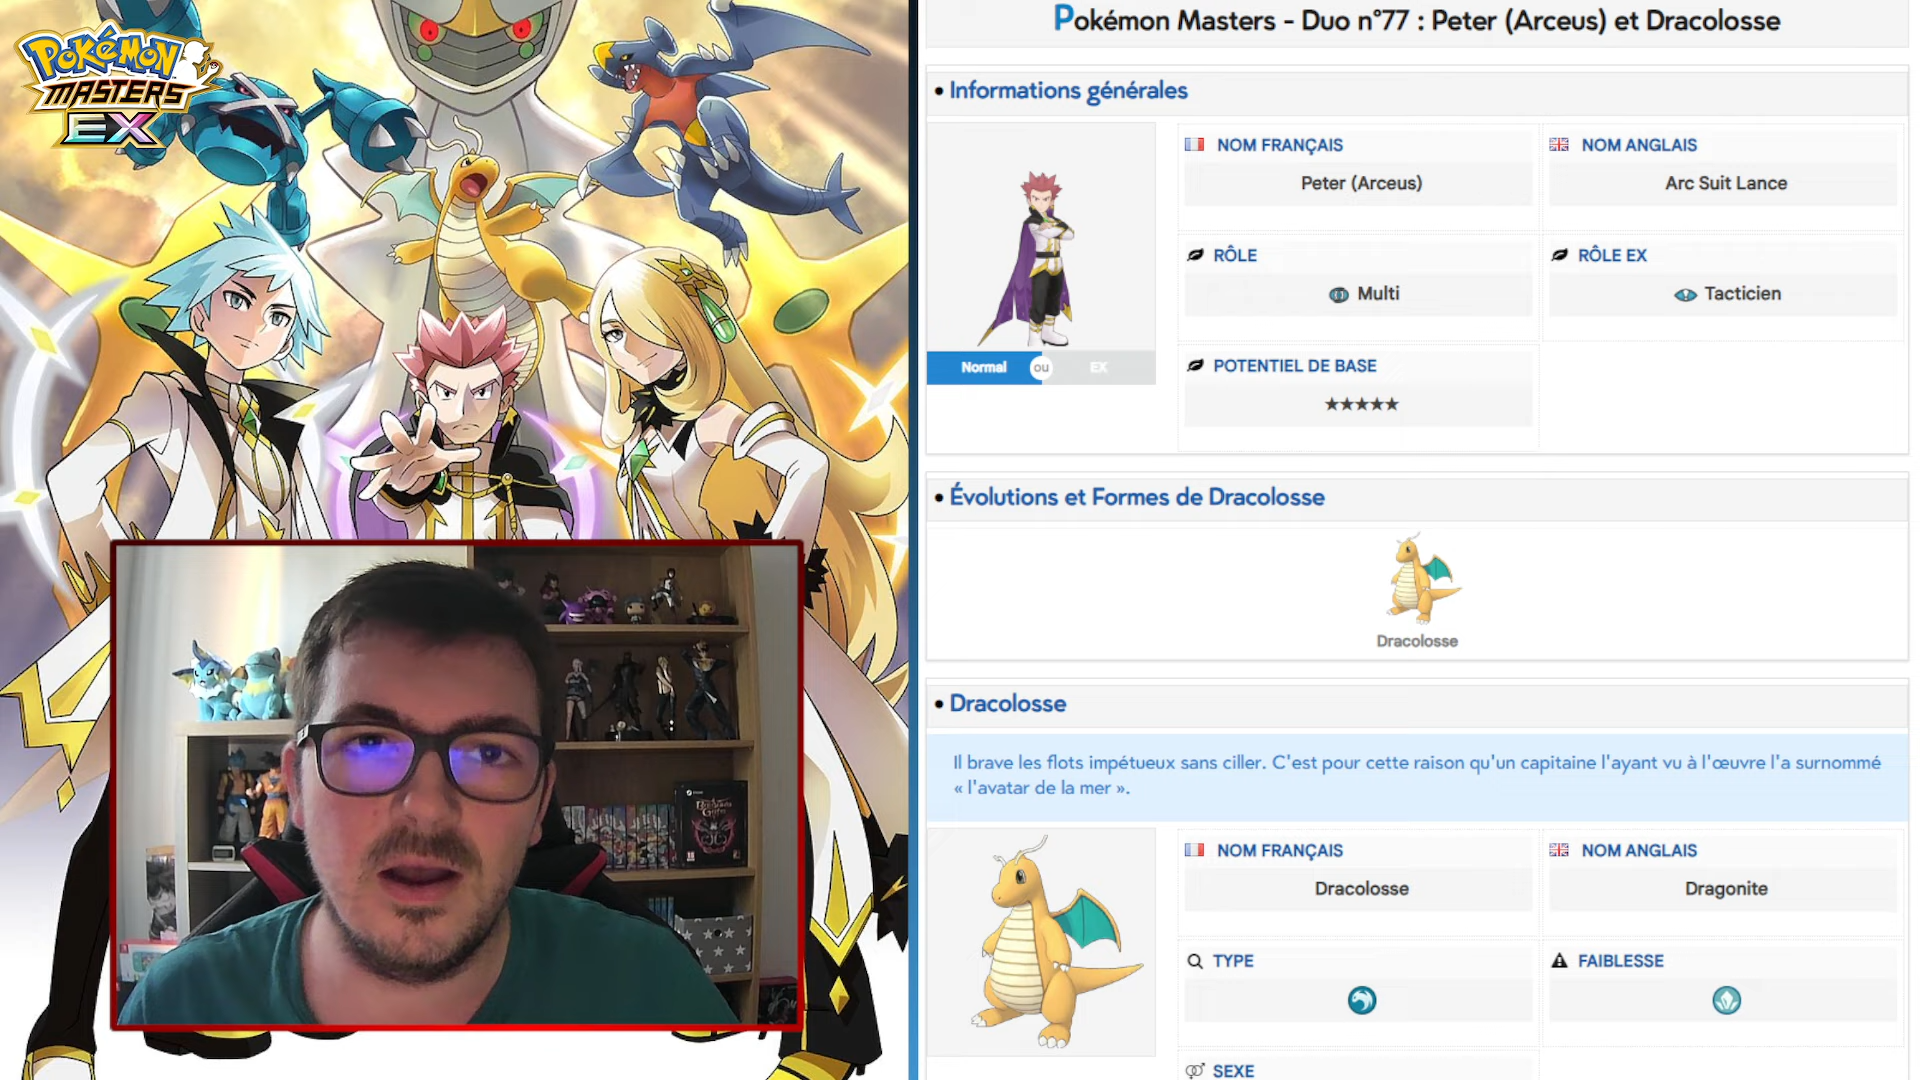 POKÉMON
MASTERS
EX
Pokémon Masters - Duo n°77 : Peter (Arceus) et Dracolosse
• Informations générales
NOM FRANÇAIS
Peter (Arceus)
NOM ANGLAIS
Arc Suit Lance
RÔLE
Multi
RÔLE EX
Tacticien
POTENTIEL DE BASE
★★★★★
Normal ou EX
• Évolutions et Formes de Dracolosse
Dracolosse
• Dracolosse
Il brave les flots impétueux sans ciller. C'est pour cette raison qu'un capitaine l'ayant vu à l'œuvre l'a surnommé
« l'avatar de la mer ».
NOM FRANÇAIS
Dracolosse
NOM ANGLAIS
Dragonite
TYPE
FAIBLESSE
SEXE